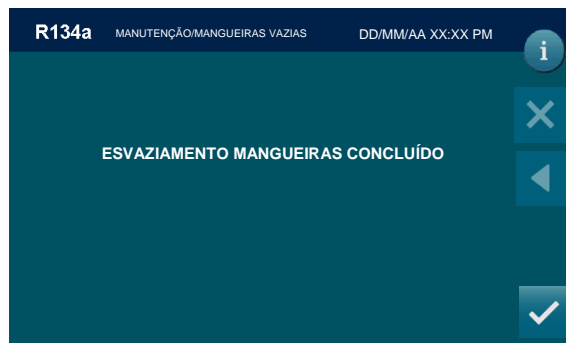 R134a MANUTENÇÃO/MANGUEIRAS VAZIAS DD/MM/AA XX:XX PM
i
ESVAZIAMENTO MANGUEIRAS CONCLUÍDO